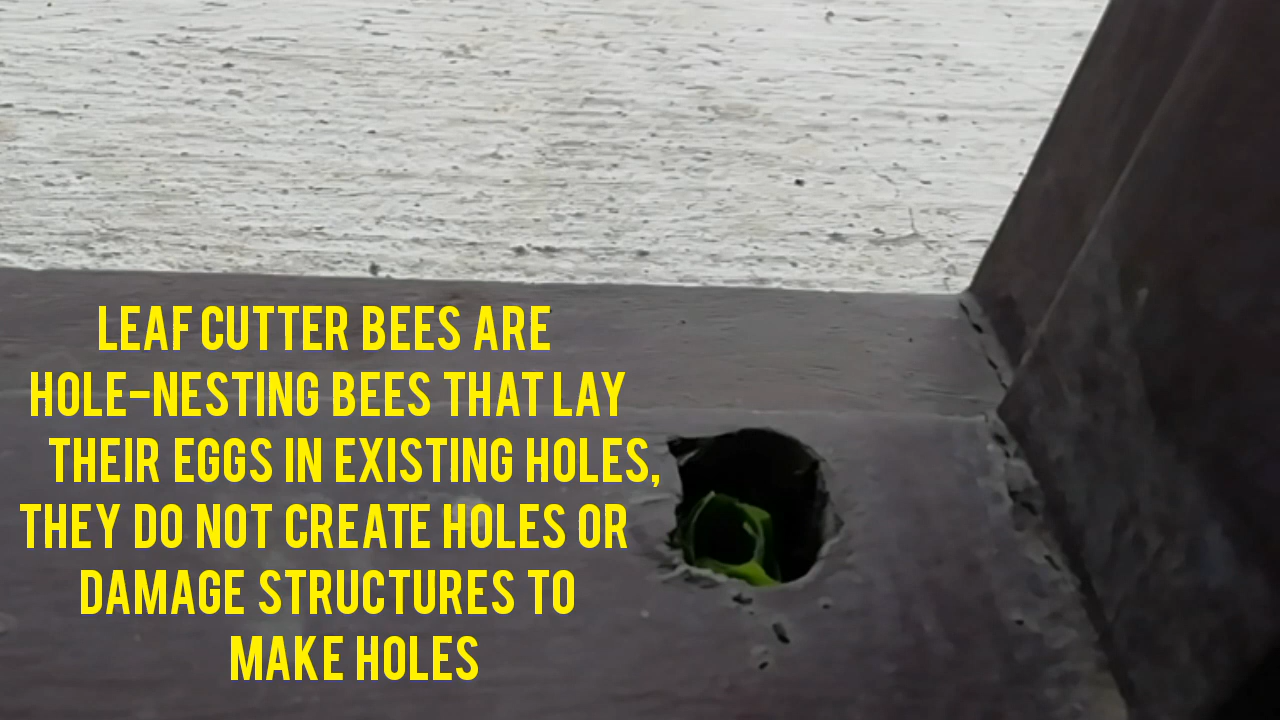 LEAF CUTTER BEES ARE
HOLE-NESTING BEES THAT LAY
THEIR EGGS IN EXISTING HOLES,
THEY DO NOT CREATE HOLES OR
DAMAGE STRUCTURES TO
MAKE HOLES